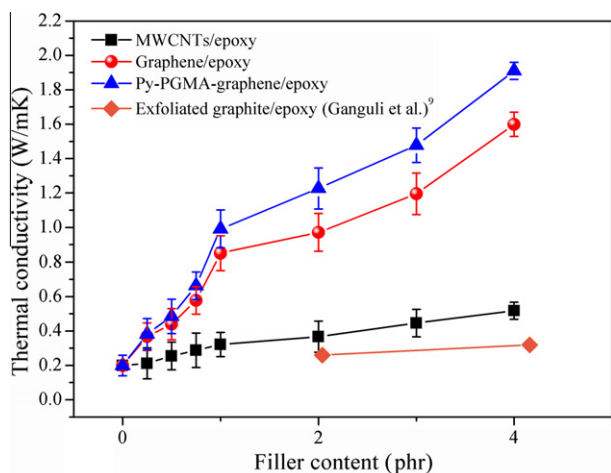 2.2
2.0
1.8
1.6
1.4
1.2
1.0
0.8
0.6
0.4
0.2
0.0
Thermal conductivity (W/mK)
MWCNTs/epoxy
Graphene/epoxy
Py-PGMA-graphene/epoxy
Exfoliated graphite/epoxy (Ganguli et al.)⁹
0 2 4
Filler content (phr)